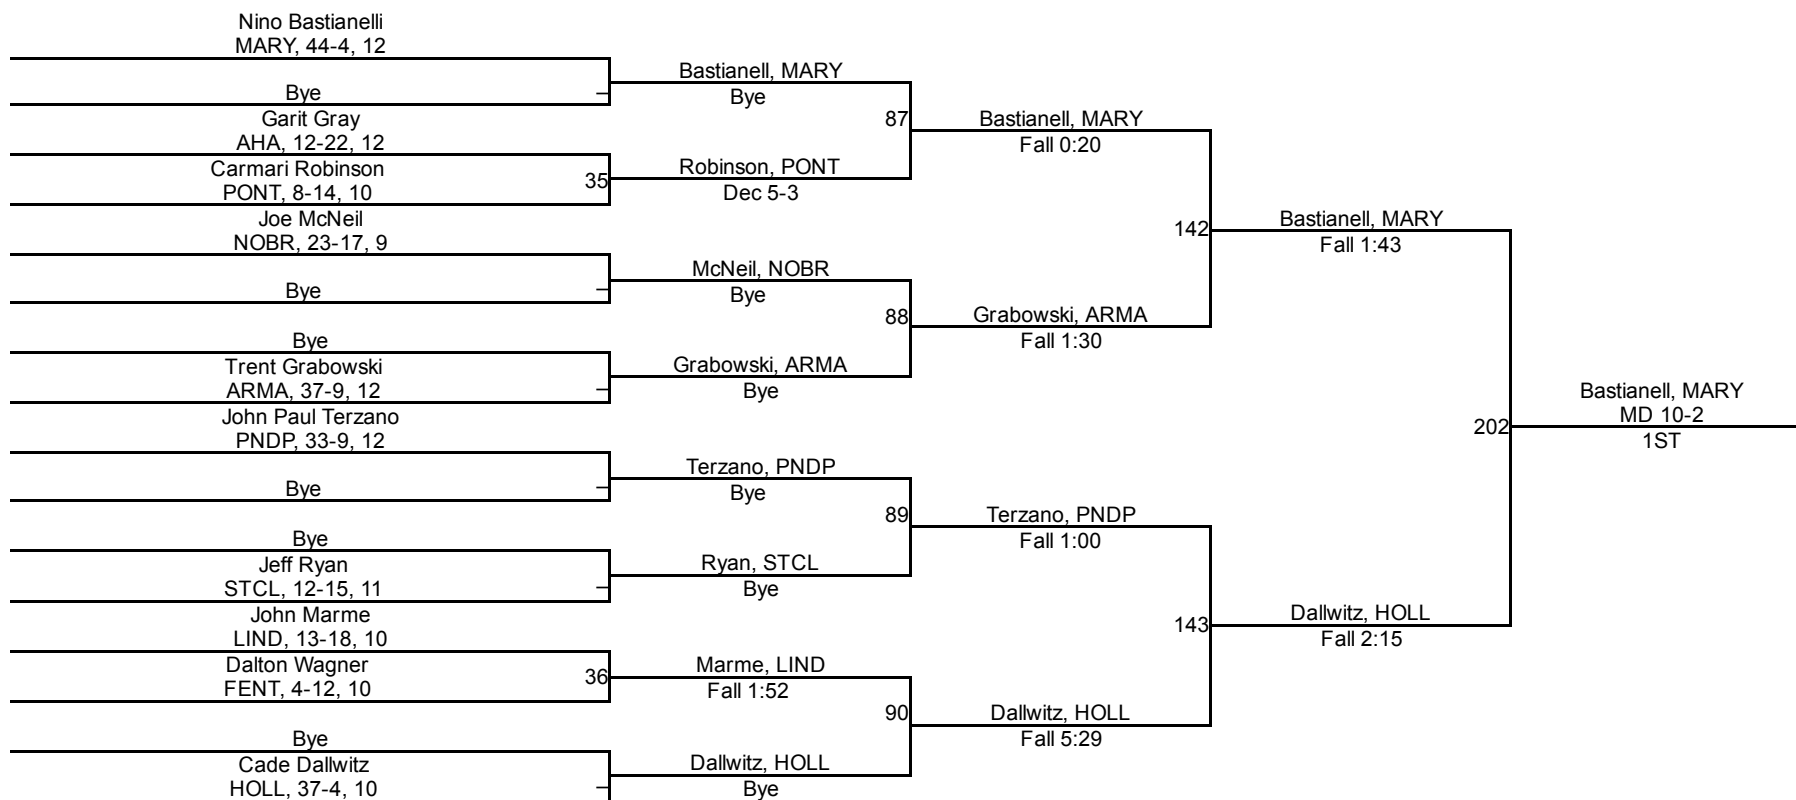 Nino Bastianelli
MARY, 44-4, 12
Bye
Garit Gray
AHA, 12-22, 12
Carmari Robinson
PONT, 8-14, 10
35
Joe McNeil
NOBR, 23-17, 9
Bye
Bye
Trent Grabowski
ARMA, 37-9, 12
John Paul Terzano
PNDP, 33-9, 12
Bye
Bye
Jeff Ryan
STCL, 12-15, 11
John Marme
LIND, 13-18, 10
Dalton Wagner
FENT, 4-12, 10
36
Bye
Cade Dallwitz
HOLL, 37-4, 10
Bastianell, MARY
Bye
87
Robinson, PONT
Dec 5-3
McNeil, NOBR
Bye
88
Grabowski, ARMA
Bye
Terzano, PNDP
Bye
89
Ryan, STCL
Bye
Marme, LIND
Fall 1:52
90
Dallwitz, HOLL
Bye
Bastianell, MARY
Fall 0:20
142
Grabowski, ARMA
Fall 1:30
Terzano, PNDP
Fall 1:00
143
Dallwitz, HOLL
Fall 5:29
Bastianell, MARY
Fall 1:43
202
Dallwitz, HOLL
Fall 2:15
Bastianell, MARY
MD 10-2
1ST